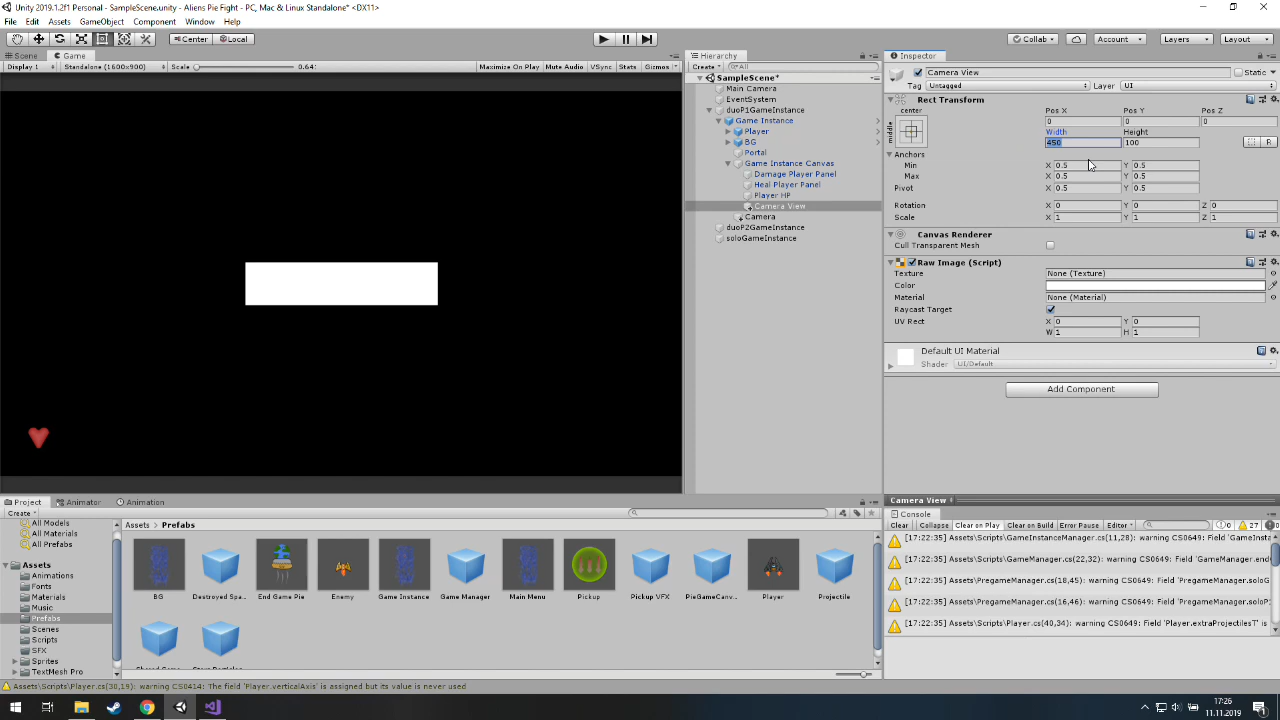 Unity 2019.1.2f1 Personal - SampleScene.unity - Aliens Pie Fight - PC, Mac & Linux Standalone* <DX11>
File Edit Assets GameObject Component Window Help
Center Local Collab Account Layers Layout
Scene Game
Display 1 Standalone (1600x900) Scale 0.64: Maximize On Play Mute Audio VSync Stats Gizmos
Hierarchy
Create All
SampleScene*
Main Camera
EventSystem
duoP1GameInstance
Game Instance
Player
BG
Portal
Game Instance Canvas
Damage Player Panel
Heal Player Panel
Player HP
Camera View
Camera
duoP2GameInstance
soloGameInstance
Inspector
Camera View Static
Tag Untagged Layer UI
Rect Transform
center Pos X Pos Y Pos Z
middle 0 0 0
Width Height
450 100 R
Anchors
Min X 0.5 Y 0.5
Max X 0.5 Y 0.5
Pivot X 0.5 Y 0.5
Rotation X 0 Y 0 Z 0
Scale X 1 Y 1 Z 1
Canvas Renderer
Cull Transparent Mesh
Raw Image (Script)
Texture None (Texture)
Color
Material None (Material)
Raycast Target
UV Rect X 0 Y 0
W 1 H 1
Default UI Material
Shader UI/Default
Add Component
Project Animator Animation
Create
All Models
All Materials
All Prefabs
Assets
Animations
Fonts
Materials
Music
Prefabs
Scenes
Scripts
SFX
Sprites
TextMesh Pro
Assets Prefabs
BG Destroyed Spa... End Game Pie Enemy Game Instance Game Manager Main Menu Pickup Pickup VFX PieGameCanv... Player Projectile
Camera View
Console
Clear Collapse Clear on Play Clear on Build Error Pause Editor 0 27 0
[17:22:35] Assets\Scripts\GameInstanceManager.cs(11,28): warning CS0649: Field 'GameInsta
[17:22:35] Assets\Scripts\GameManager.cs(22,32): warning CS0649: Field 'GameManager.end
[17:22:35] Assets\Scripts\PregameManager.cs(18,45): warning CS0649: Field 'PregameManager.solo
[17:22:35] Assets\Scripts\PregameManager.cs(16,46): warning CS0649: Field 'PregameManager.soloP
[17:22:35] Assets\Scripts\Player.cs(40,34): warning CS0649: Field 'Player.extraProjectilesT' is
Assets\Scripts\Player.cs(30,19): warning CS0414: The field 'Player.verticalAxis' is assigned but its value is never used
17:26
11.11.2019